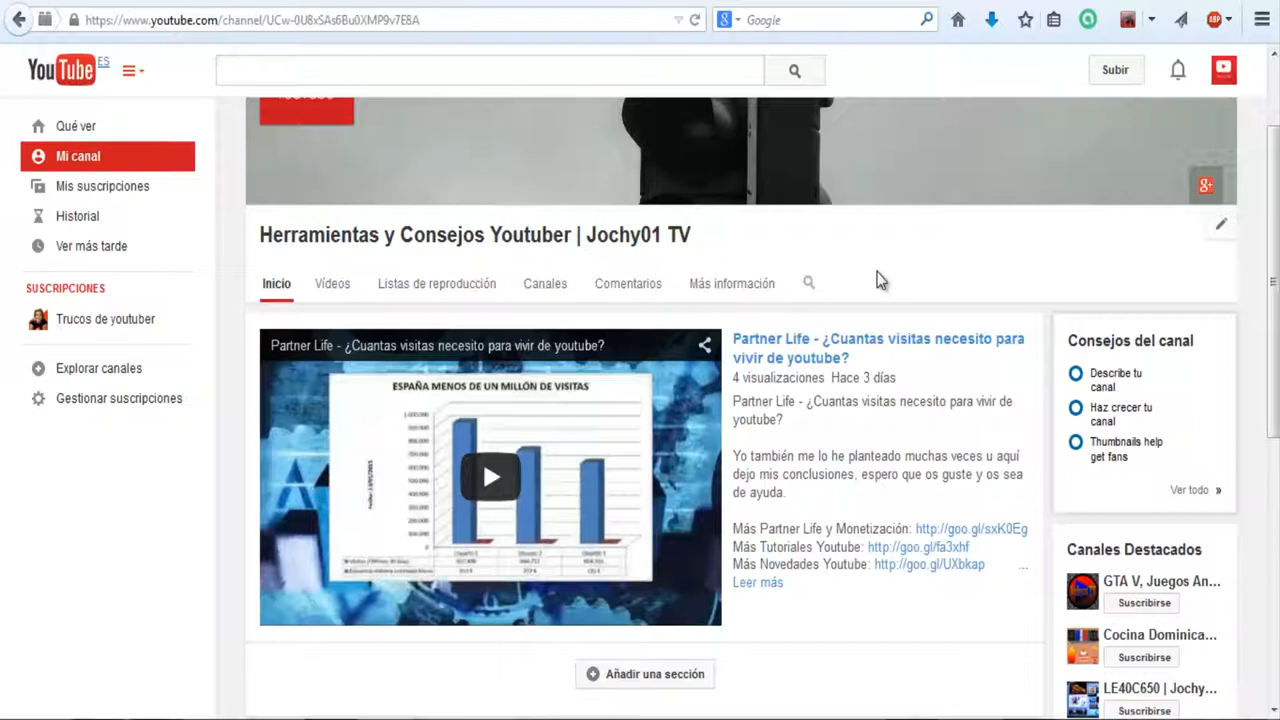 https://www.youtube.com/channel/UCw-0U8xSAs6Bu0XMP9v7E8A
Google
ABP
YouTube ES
Subir
Qué ver
Mi canal
Mis suscripciones
Historial
Ver más tarde
SUSCRIPCIONES
Trucos de youtuber
Explorar canales
Gestionar suscripciones
Herramientas y Consejos Youtuber | Jochy01 TV
Inicio
Vídeos
Listas de reproducción
Canales
Comentarios
Más información
Partner Life - ¿Cuantas visitas necesito para vivir de youtube?
ESPAÑA MENOS DE UN MILLÓN DE VISITAS
Partner Life - ¿Cuantas visitas necesito para
vivir de youtube?
4 visualizaciones Hace 3 días
Partner Life - ¿Cuantas visitas necesito para vivir de
youtube?
Yo también me lo he planteado muchas veces u aquí
dejo mis conclusiones, espero que os guste y os sea
de ayuda.
Más Partner Life y Monetización: http://goo.gl/sxK0Eg
Más Tutoriales Youtube: http://goo.gl/fa3xhf
Más Novedades Youtube: http://goo.gl/UXbkap ...
Leer más
Añadir una sección
Consejos del canal
Describe tu
canal
Haz crecer tu
canal
Thumbnails help
get fans
Ver todo »
Canales Destacados
GTA V, Juegos An...
Suscribirse
Cocina Dominica...
Suscribirse
LE40C650 | Jochy...
Suscribirse